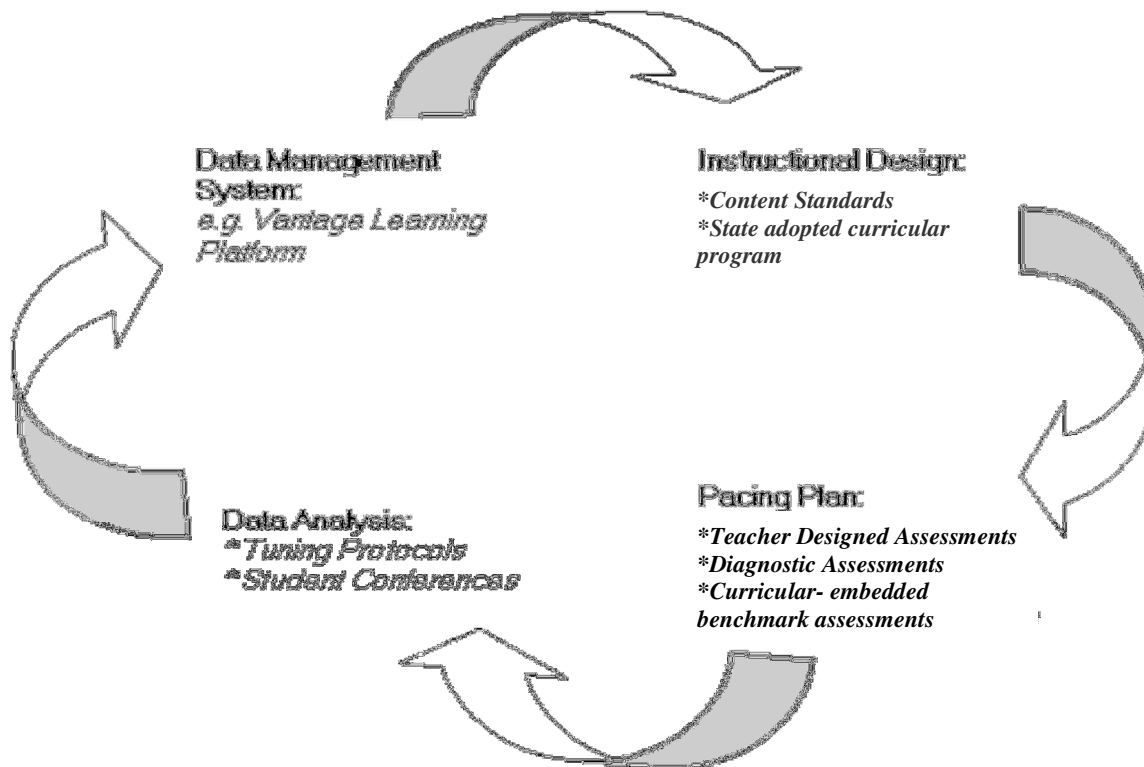 Data Management
System:
e.g. Vantage Learning
Platform
Instructional Design:
*Content Standards
*State adopted curricular
program
Data Analysis:
*Tuning Protocols
*Student Conferences
Pacing Plan:
*Teacher Designed Assessments
*Diagnostic Assessments
*Curricular- embedded
benchmark assessments